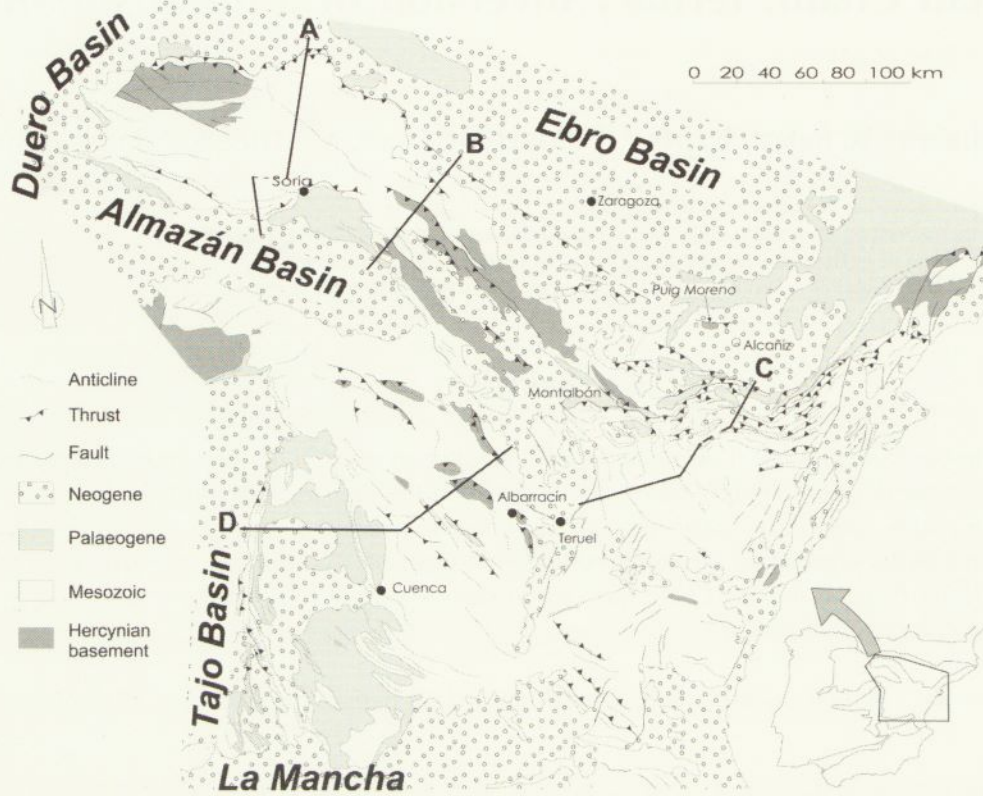 A
0 20 40 60 80 100 km
Duero Basin
Ebro Basin
B
Soria
Zaragoza
Almazán Basin
Puig Moreno
N
Alcañiz
C
Montalbán
Anticline
Thrust
Fault
Neogene
Palaeogene
Mesozoic
Hercynian
basement
Albarracín
D
Teruel
Cuenca
Tajo Basin
La Mancha